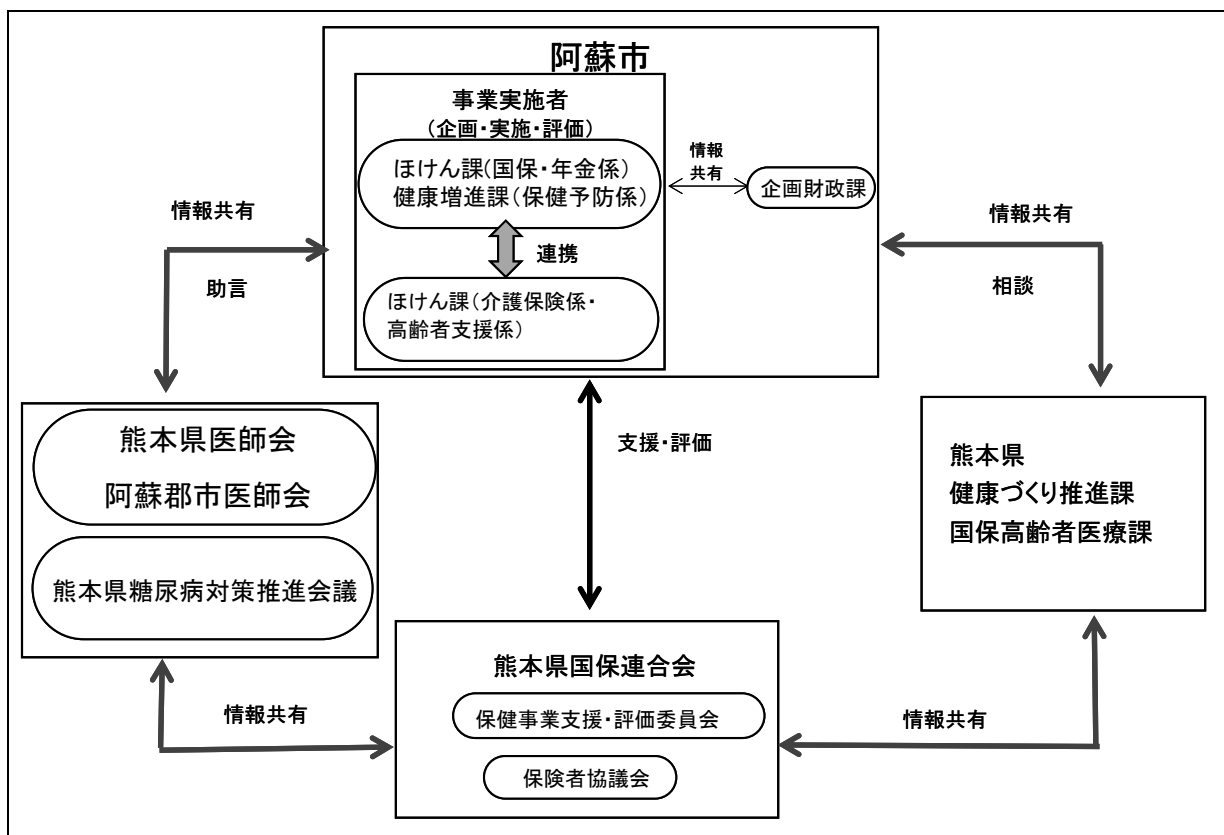 阿蘇市
事業実施者
(企画・実施・評価)
ほけん課(国保・年金係)
健康増進課(保健予防係)
連携
ほけん課(介護保険係・
高齢者支援係)
情報
共有
企画財政課
情報共有
助言
情報共有
相談
熊本県医師会
阿蘇郡市医師会
熊本県糖尿病対策推進会議
支援・評価
熊本県
健康づくり推進課
国保高齢者医療課
熊本県国保連合会
保健事業支援・評価委員会
保険者協議会
情報共有
情報共有